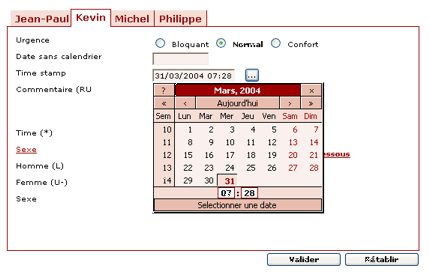 Jean-Paul Kevin Michel Philippe
Urgence Bloquant Normal Confort
Date sans calendrier
Time stamp 31/03/2004 07:28 ...
Commentaire (RU
? Mars, 2004 x
« ‹ Aujourd'hui › »
Sem Lun Mar Mer Jeu Ven Sam Dim
10 1 2 3 4 5 6 7
11 8 9 10 11 12 13 14
12 15 16 17 18 19 20 21
13 22 23 24 25 26 27 28
14 29 30 31
07 : 28
Selectionner une date
Time (*)
Sexe essous
Homme (L)
Femme (U-)
Sexe
Valider Rétablir